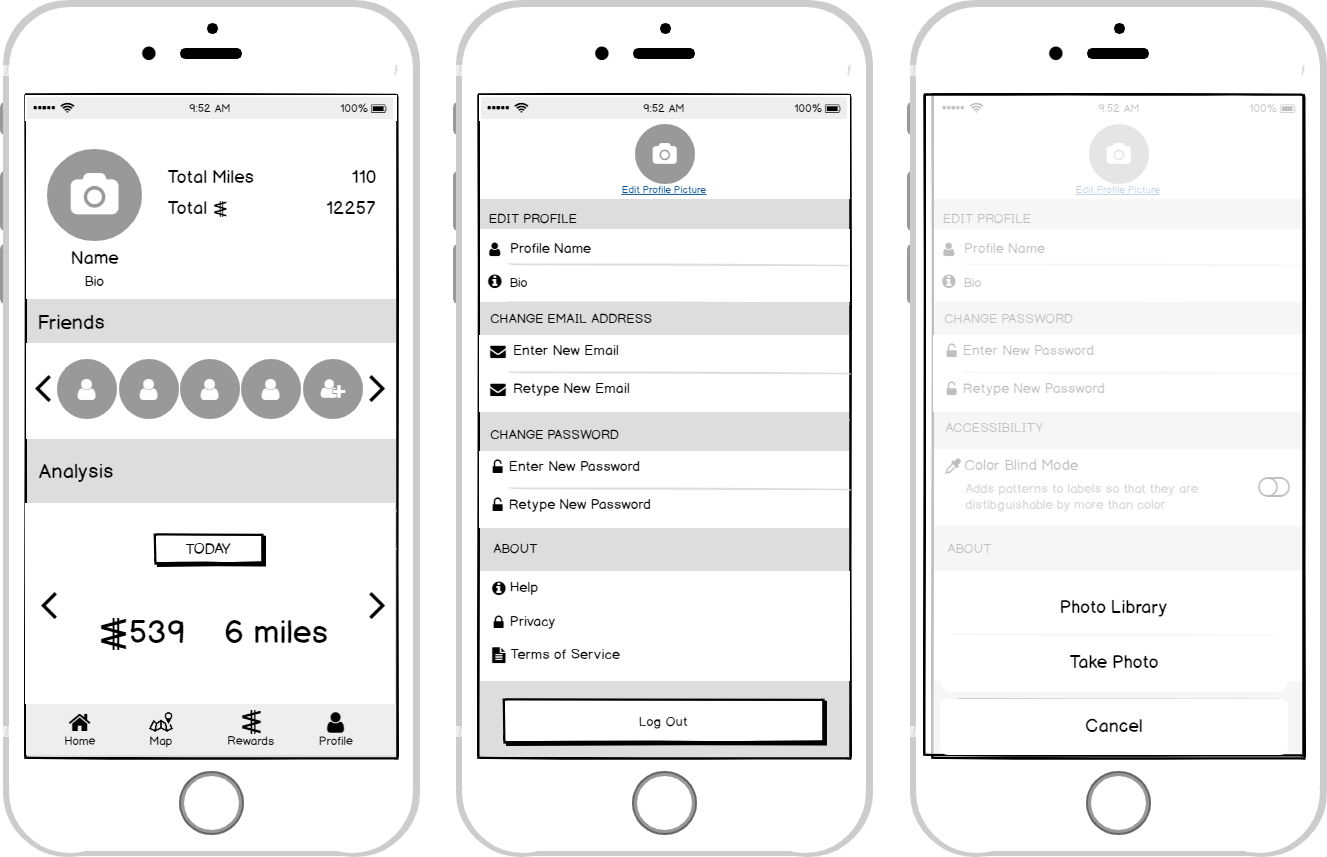 9:52 AM 100%
Total Miles 110
Total 12257
Name
Bio
Friends
Analysis
TODAY
539 6 miles
Home Map Rewards Profile
9:52 AM 100%
Edit Profile Picture
EDIT PROFILE
Profile Name
Bio
CHANGE EMAIL ADDRESS
Enter New Email
Retype New Email
CHANGE PASSWORD
Enter New Password
Retype New Password
ABOUT
Help
Privacy
Terms of Service
Log Out
9:52 AM 100%
Edit Profile Picture
EDIT PROFILE
Profile Name
Bio
CHANGE PASSWORD
Enter New Password
Retype New Password
ACCESSIBILITY
Color Blind Mode
Adds patterns to labels so that they are
distibguishable by more than color.
ABOUT
Photo Library
Take Photo
Cancel